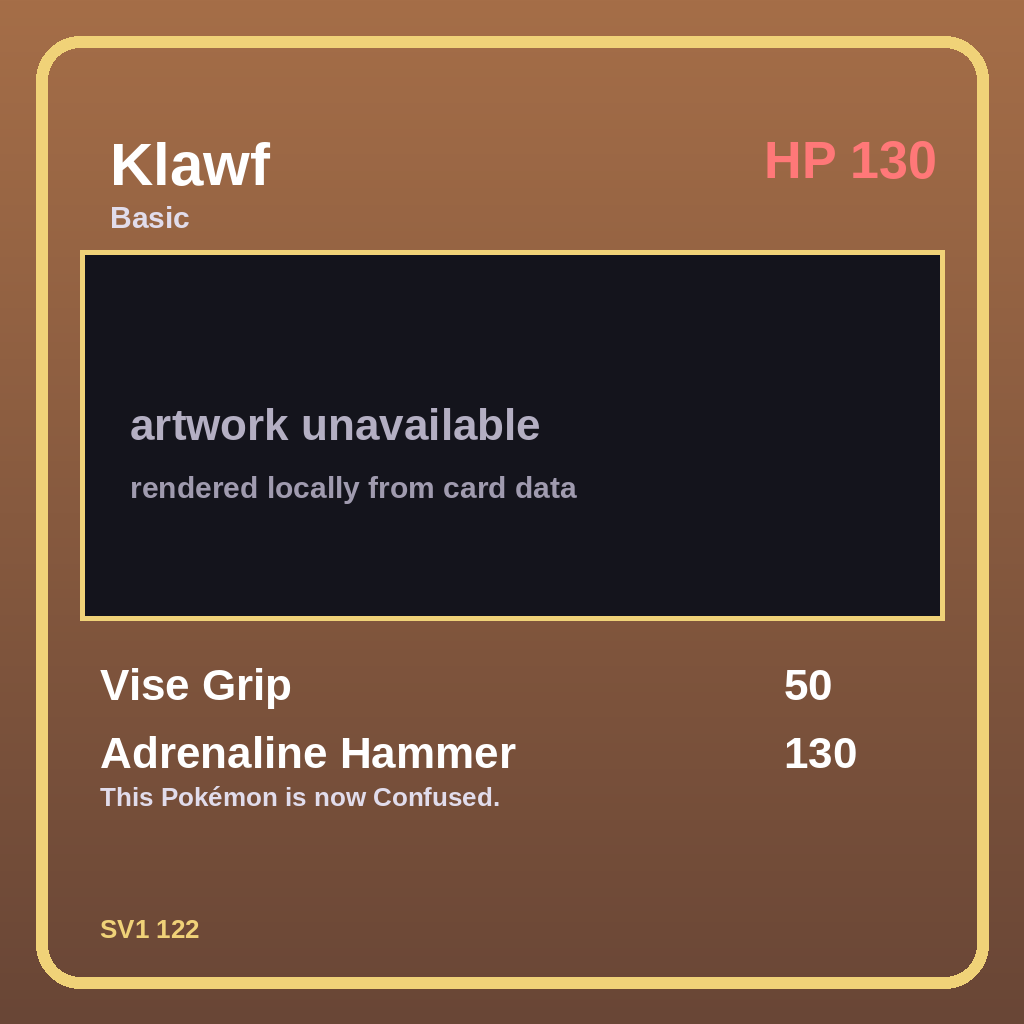 Klawf
HP 130
Basic
artwork unavailable
rendered locally from card data
Vise Grip 50
Adrenaline Hammer 130
This Pokémon is now Confused.
SV1 122